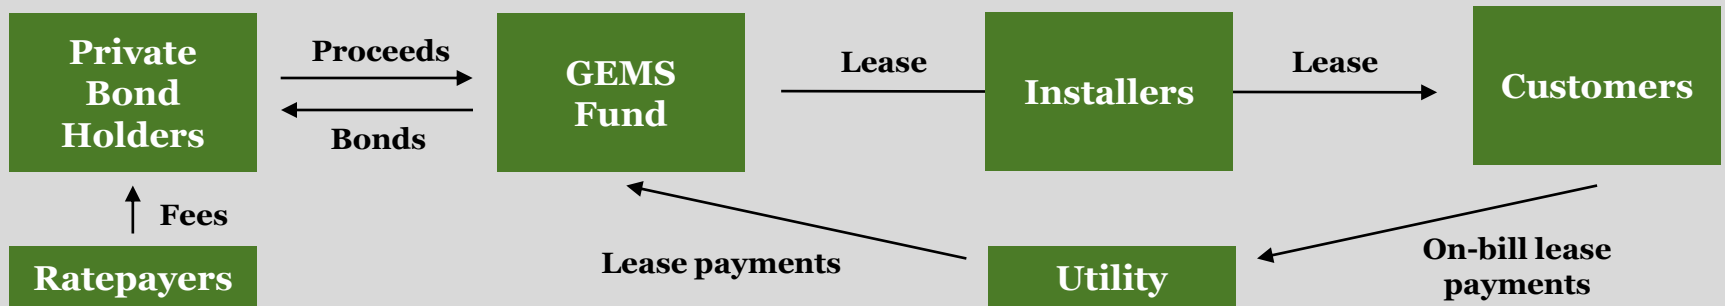 Private
Bond
Holders
Proceeds
Bonds
GEMS
Fund
Lease
Installers
Lease
Customers
Fees
Ratepayers
Lease payments
Utility
On-bill lease
payments